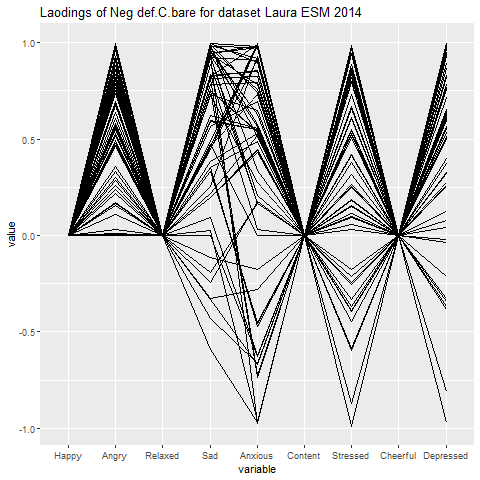 Laodings of Neg def.C.bare for dataset Laura ESM 2014
1.0
0.5
0.0
-0.5
-1.0
value
Happy Angry Relaxed Sad Anxious Content Stressed Cheerful Depressed
variable